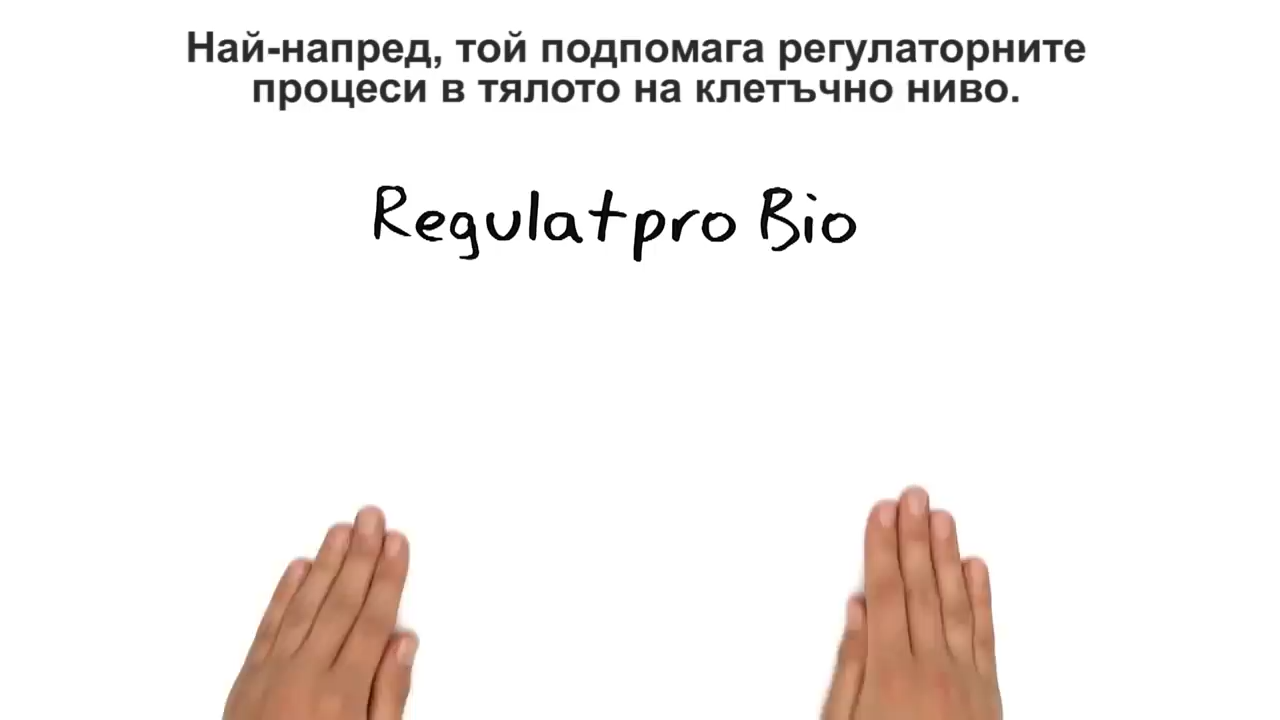 Най-напред, той подпомага регулаторните
процеси в тялото на клетъчно ниво.
Regulatpro Bio